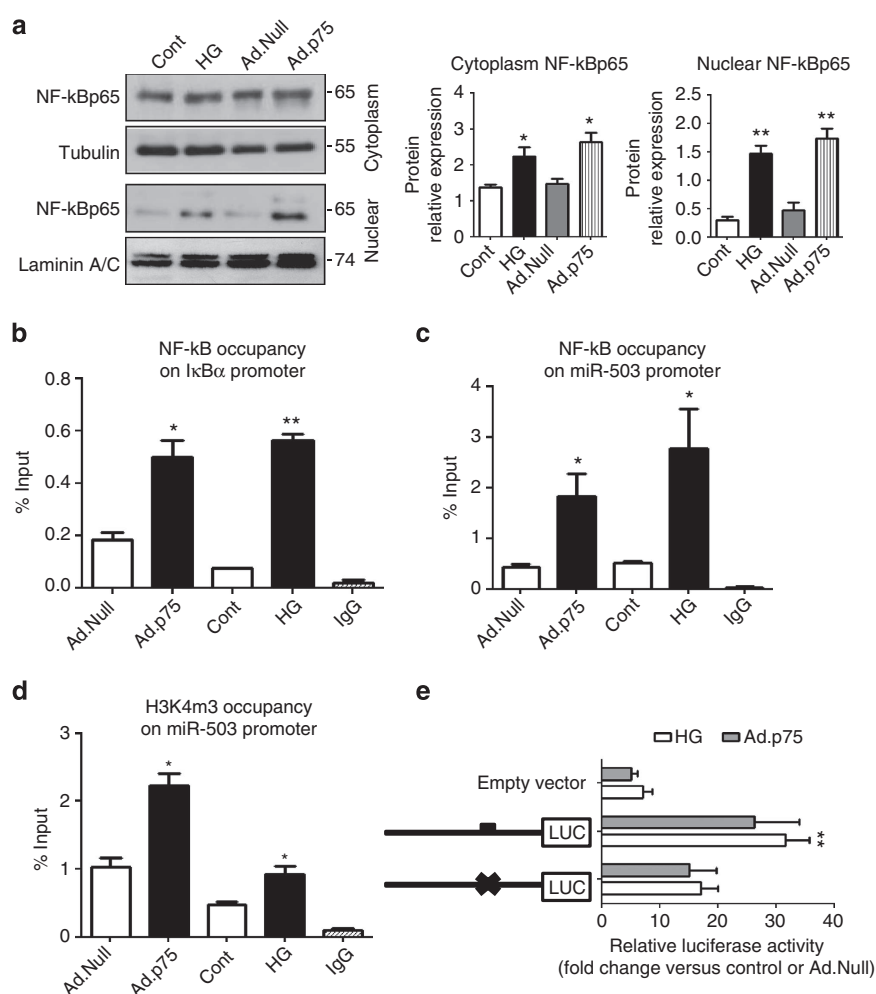 a
Cont
HG
Ad.Null
Ad.p75
NF-kBp65
65
Tubulin
55
Cytoplasm
NF-kBp65
65
Laminin A/C
74
Nuclear
Cytoplasm NF-kBp65
Protein
relative expression
4
3
2
1
0
*
*
Cont
HG
Ad.Null
Ad.p75
Nuclear NF-kBp65
Protein
relative expression
2.5
2.0
1.5
1.0
0.5
0.0
**
**
Cont
HG
Ad.Null
Ad.p75
b
NF-kB occupancy
on IκBα promoter
% Input
0.8
0.6
0.4
0.2
0.0
*
**
Ad.Null
Ad.p75
Cont
HG
IgG
c
NF-kB occupancy
on miR-503 promoter
% Input
4
3
2
1
0
*
*
Ad.Null
Ad.p75
Cont
HG
IgG
d
H3K4m3 occupancy
on miR-503 promoter
% Input
3
2
1
0
*
*
Ad.Null
Ad.p75
Cont
HG
IgG
e
HG
Ad.p75
Empty vector
LUC
**
LUC
0 10 20 30 40
Relative luciferase activity
(fold change versus control or Ad.Null)